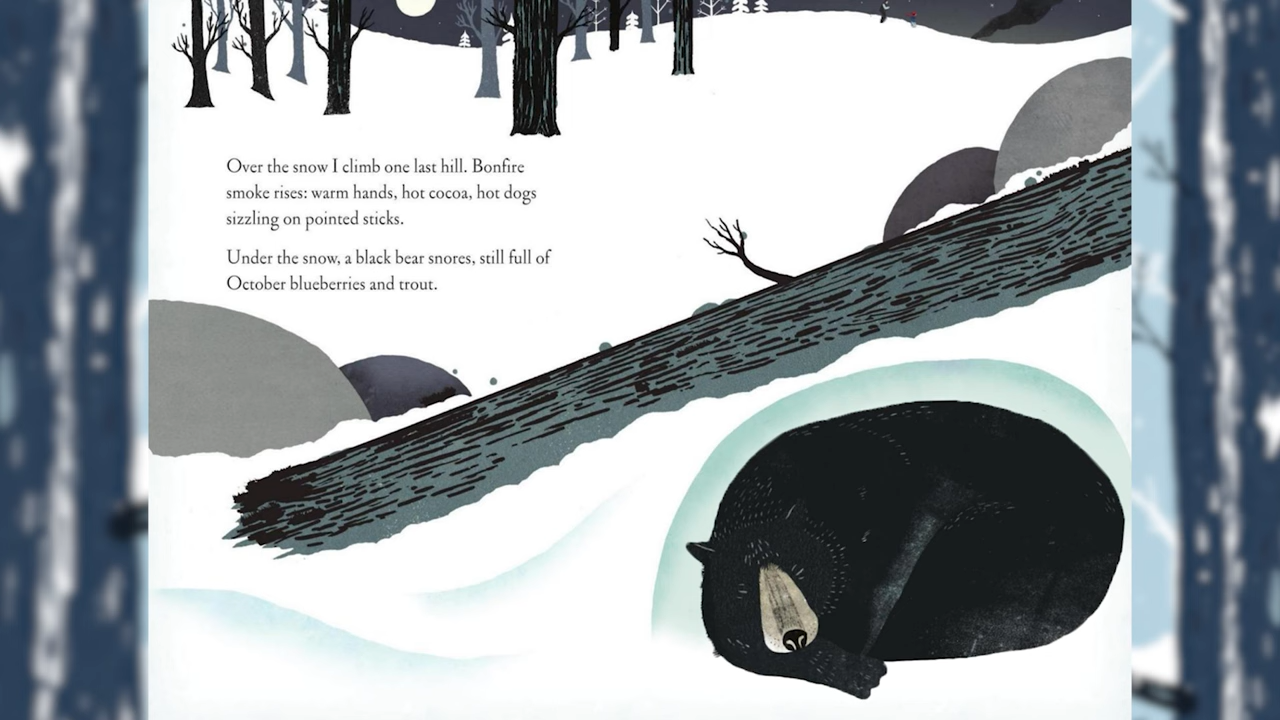 Over the snow I climb one last hill. Bonfire
smoke rises: warm hands, hot cocoa, hot dogs
sizzling on pointed sticks.
Under the snow, a black bear snores, still full of
October blueberries and trout.